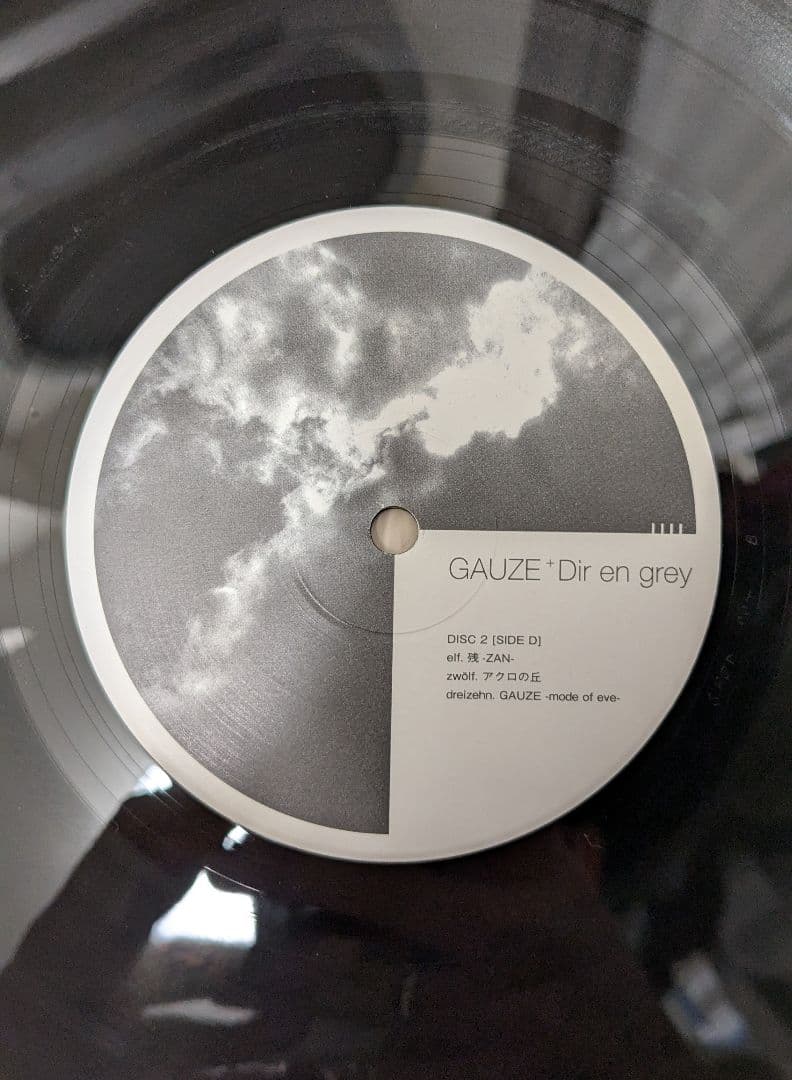 GAUZE + Dir en grey
DISC 2 [SIDE D]
elf. 残 -ZAN-
zwölf. アクロの丘
dreizehn. GAUZE -mode of eve-